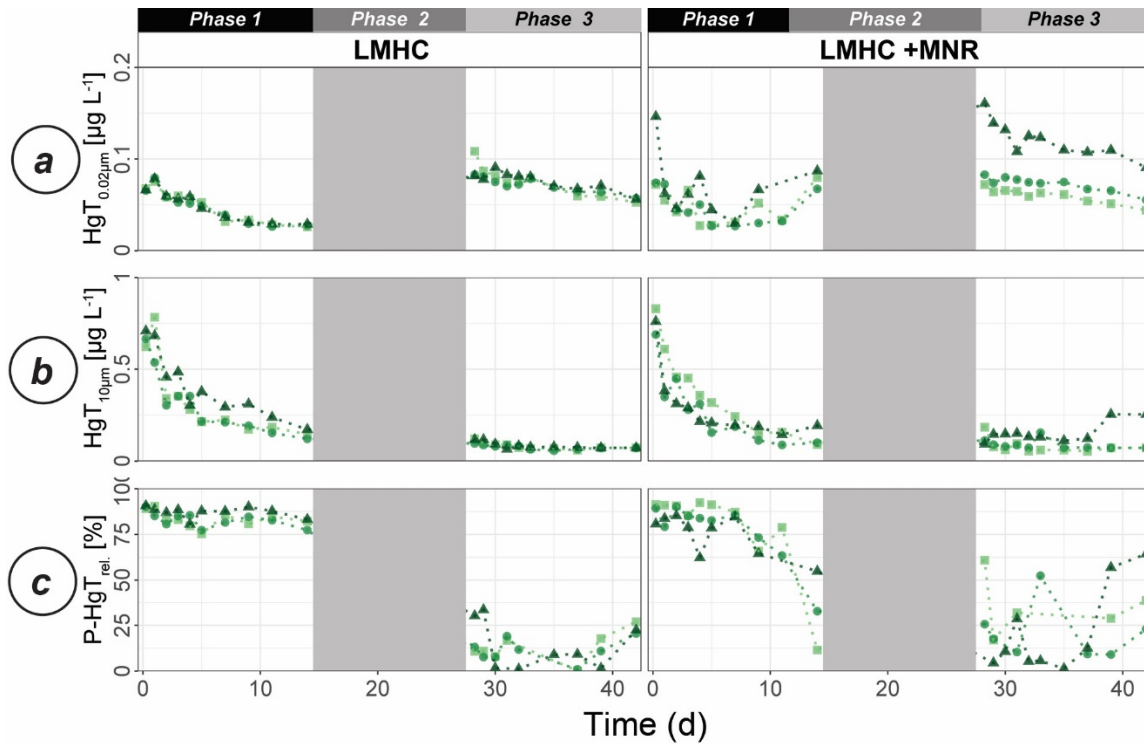 Phase 1 Phase 2 Phase 3 Phase 1 Phase 2 Phase 3
LMHC LMHC +MNR
a
HgT0.02µm [µg L-1]
0.2
0.1
0
b
HgT10µm [µg L-1]
1
0.5
0
c
P-HgTrel. [%]
75
50
25
0
0 10 20 30 40 0 10 20 30 40
Time (d)